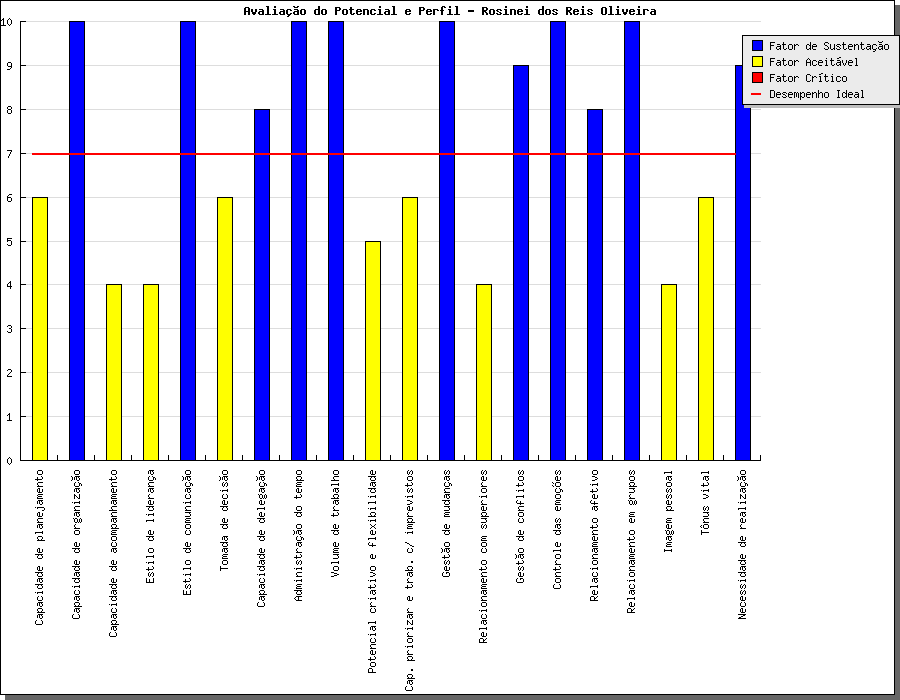 Avaliação do Potencial e Perfil - Rosinei dos Reis Oliveira
10
9
8
7
6
5
4
3
2
1
0
Fator de Sustentação
Fator Aceitável
Fator Crítico
Desempenho Ideal
Capacidade de planejamento
Capacidade de organização
Capacidade de acompanhamento
Estilo de liderança
Estilo de comunicação
Tomada de decisão
Capacidade de delegação
Administração do tempo
Volume de trabalho
Potencial criativo e flexibilidade
Cap. priorizar e trab. c/ imprevistos
Gestão de mudanças
Relacionamento com superiores
Gestão de conflitos
Controle das emoções
Relacionamento afetivo
Relacionamento em grupos
Imagem pessoal
Tônus vital
Necessidade de realização